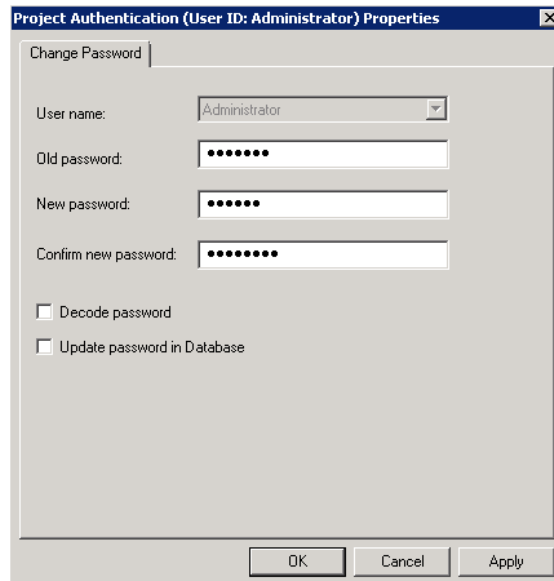 Project Authentication (User ID: Administrator) Properties
Change Password
User name: Administrator
Old password: •••••••
New password: ••••••
Confirm new password: ••••••••
Decode password
Update password in Database
OK Cancel Apply